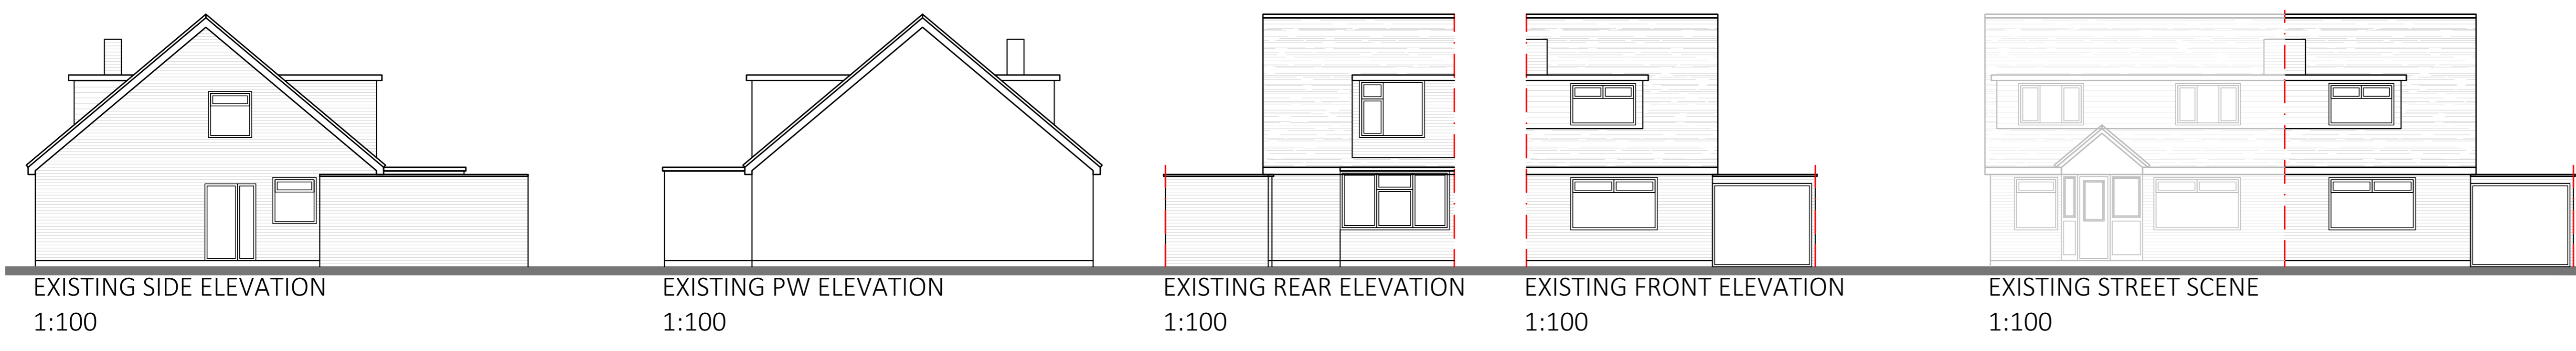 EXISTING SIDE ELEVATION
1:100
EXISTING PW ELEVATION
1:100
EXISTING REAR ELEVATION
1:100
EXISTING FRONT ELEVATION
1:100
EXISTING STREET SCENE
1:100